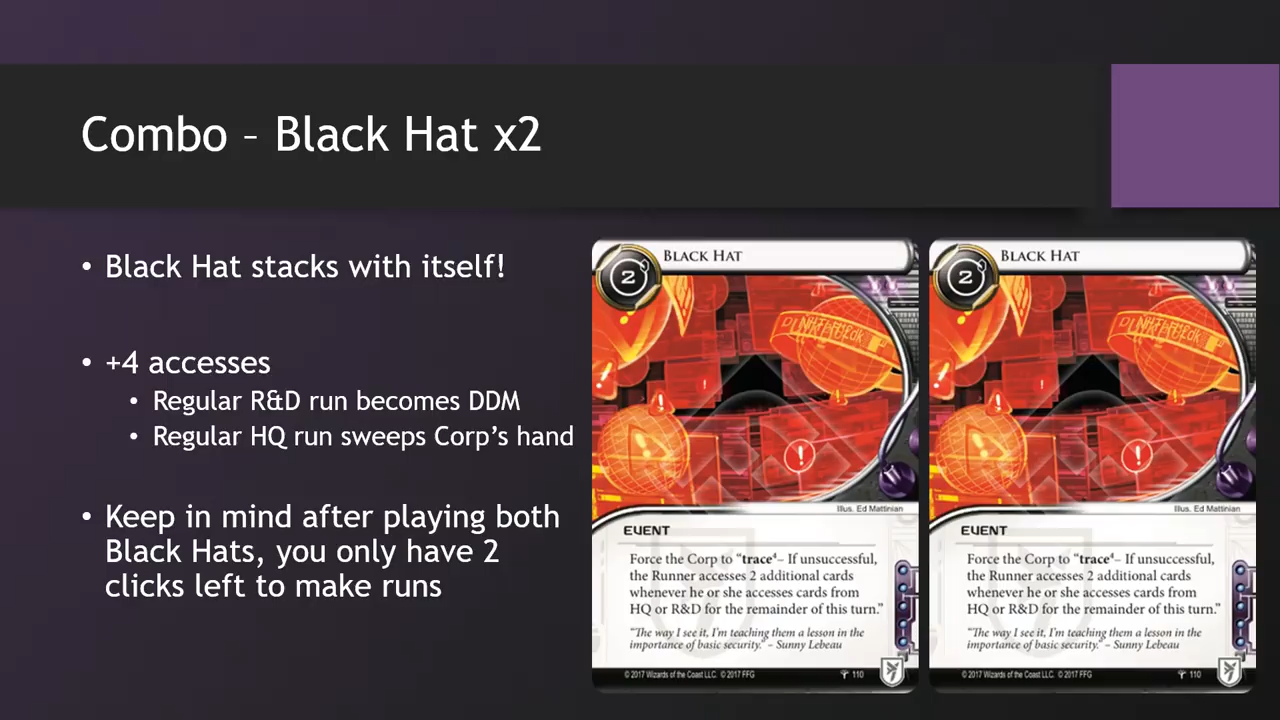 Combo – Black Hat x2
• Black Hat stacks with itself!
• +4 accesses
• Regular R&D run becomes DDM
• Regular HQ run sweeps Corp's hand
• Keep in mind after playing both
Black Hats, you only have 2
clicks left to make runs
2
BLACK HAT
Illus. Ed Mattinian
EVENT
Force the Corp to “trace⁴– If unsuccessful,
the Runner accesses 2 additional cards
whenever he or she accesses cards from
HQ or R&D for the remainder of this turn.”
“The way I see it, I'm teaching them a lesson in the
importance of basic security.” – Sunny Lebeau
© 2017 Wizards of the Coast LLC. © 2017 FFG
110
2
BLACK HAT
Illus. Ed Mattinian
EVENT
Force the Corp to “trace⁴– If unsuccessful,
the Runner accesses 2 additional cards
whenever he or she accesses cards from
HQ or R&D for the remainder of this turn.”
“The way I see it, I'm teaching them a lesson in the
importance of basic security.” – Sunny Lebeau
© 2017 Wizards of the Coast LLC. © 2017 FFG
110